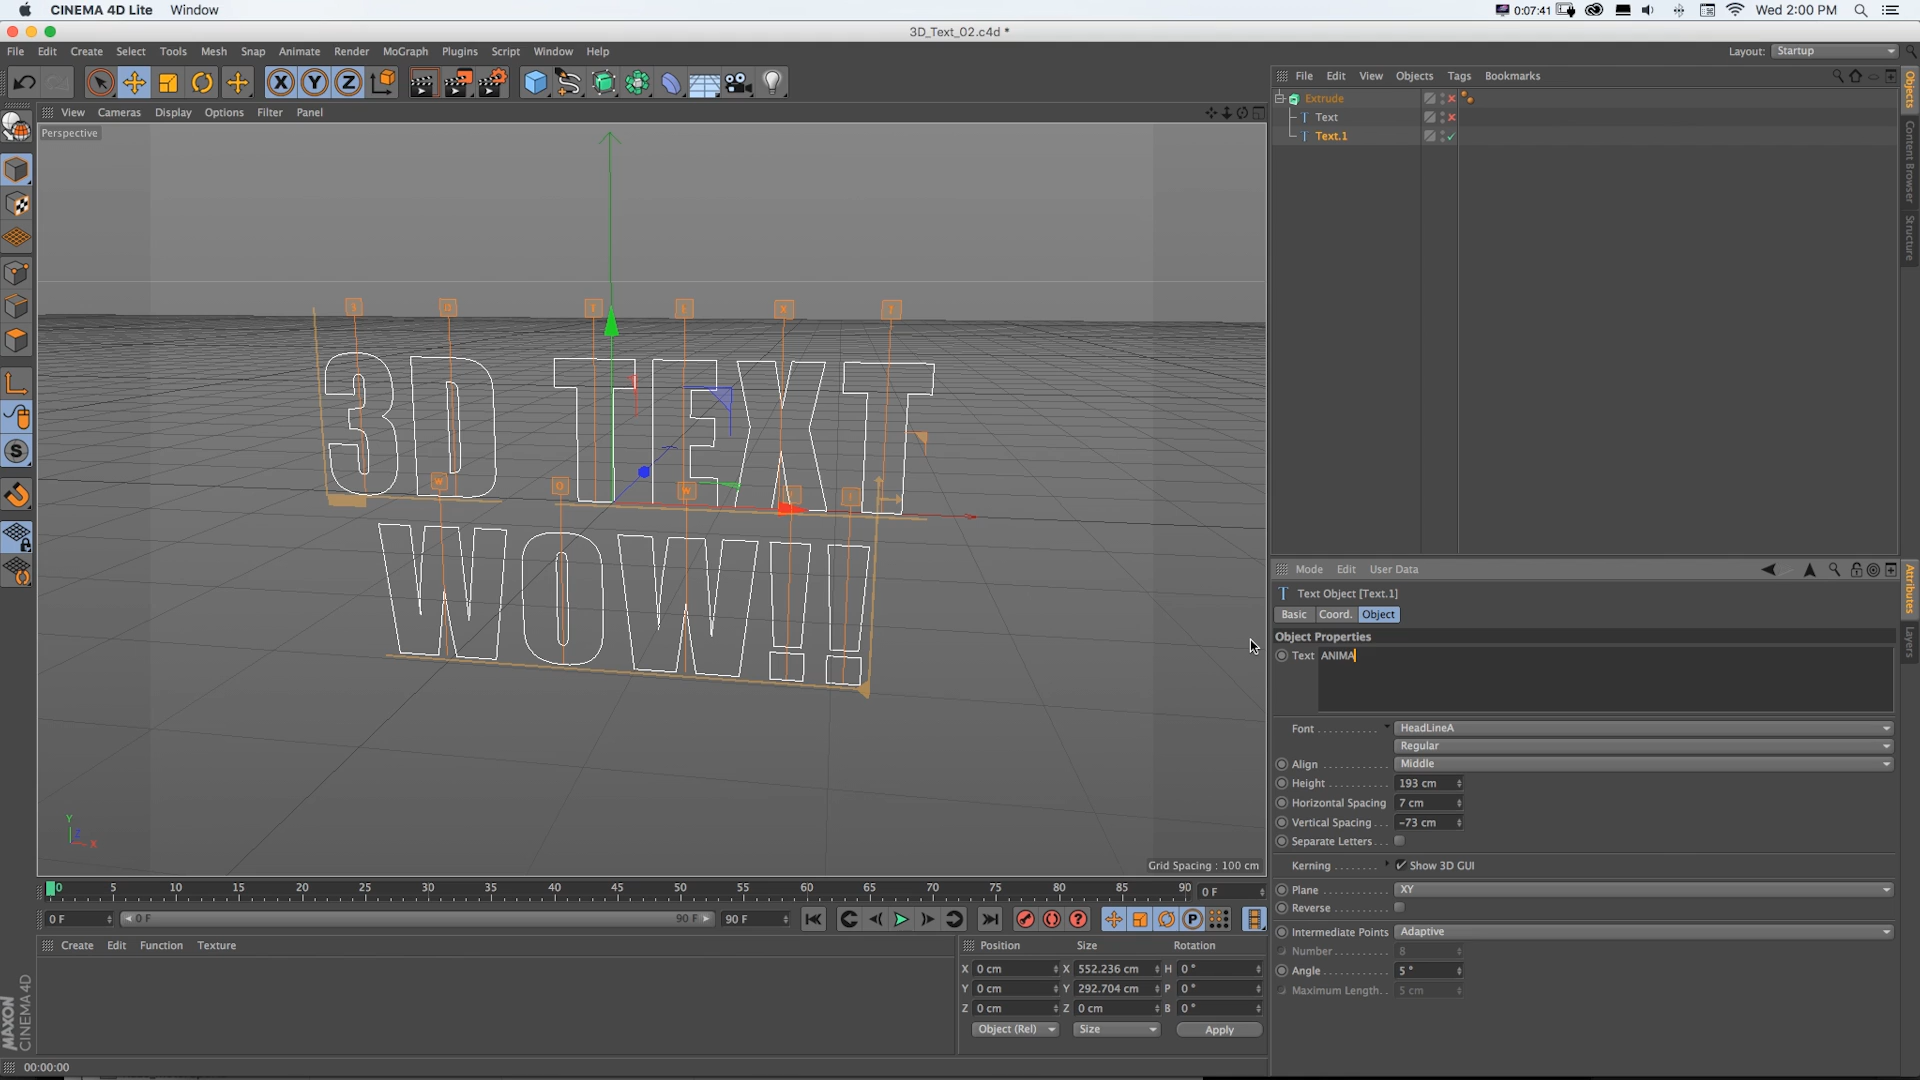 CINEMA 4D Lite Window
0:07:41 Wed 2:00 PM
3D_Text_02.c4d *
File Edit Create Select Tools Mesh Snap Animate Render MoGraph Plugins Script Window Help
Layout: Startup
X Y Z
View Cameras Display Options Filter Panel
Perspective
File Edit View Objects Tags Bookmarks
Extrude
Text
Text.1
Objects
Content Browser
Structure
3D TEXT
WOW!!
Grid Spacing : 100 cm
Y
Z
X
Mode Edit User Data
Attributes
Layers
Text Object [Text.1]
Basic Coord. Object
Object Properties
Text ANIMA
Font HeadLineA
Regular
Align Middle
Height 193 cm
Horizontal Spacing 7 cm
Vertical Spacing -73 cm
Separate Letters
Kerning Show 3D GUI
Plane XY
Reverse
Intermediate Points Adaptive
Number 8
Angle 5 °
Maximum Length 5 cm
0 5 10 15 20 25 30 35 40 45 50 55 60 65 70 75 80 85 90 0 F
0 F 0 F 90 F 90 F
Create Edit Function Texture
Position Size Rotation
X 0 cm X 552.236 cm H 0 °
Y 0 cm Y 292.704 cm P 0 °
Z 0 cm Z 0 cm B 0 °
Object (Rel) Size Apply
MAXON
CINEMA 4D
00:00:00